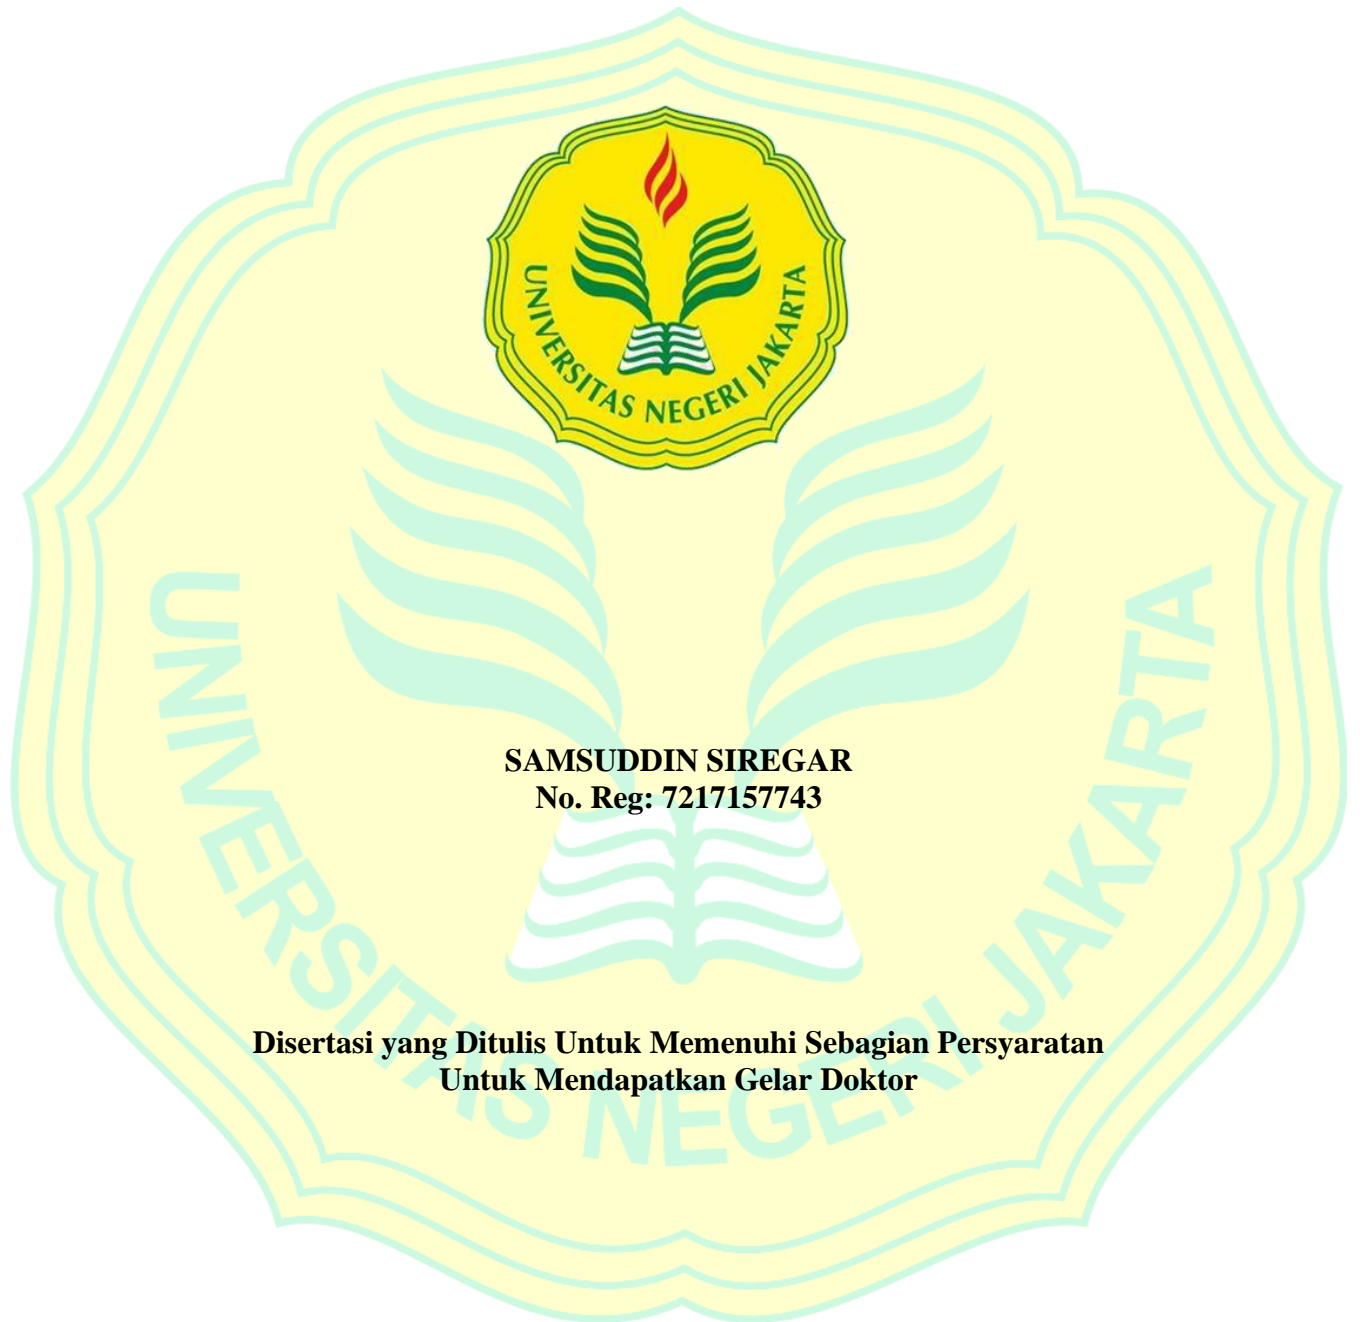 UNIVERSITAS NEGERI JAKARTA
SAMSUDDIN SIREGAR
No. Reg: 7217157743
Disertasi yang Ditulis Untuk Memenuhi Sebagian Persyaratan
Untuk Mendapatkan Gelar Doktor
UNIVERSITAS NEGERI JAKARTA